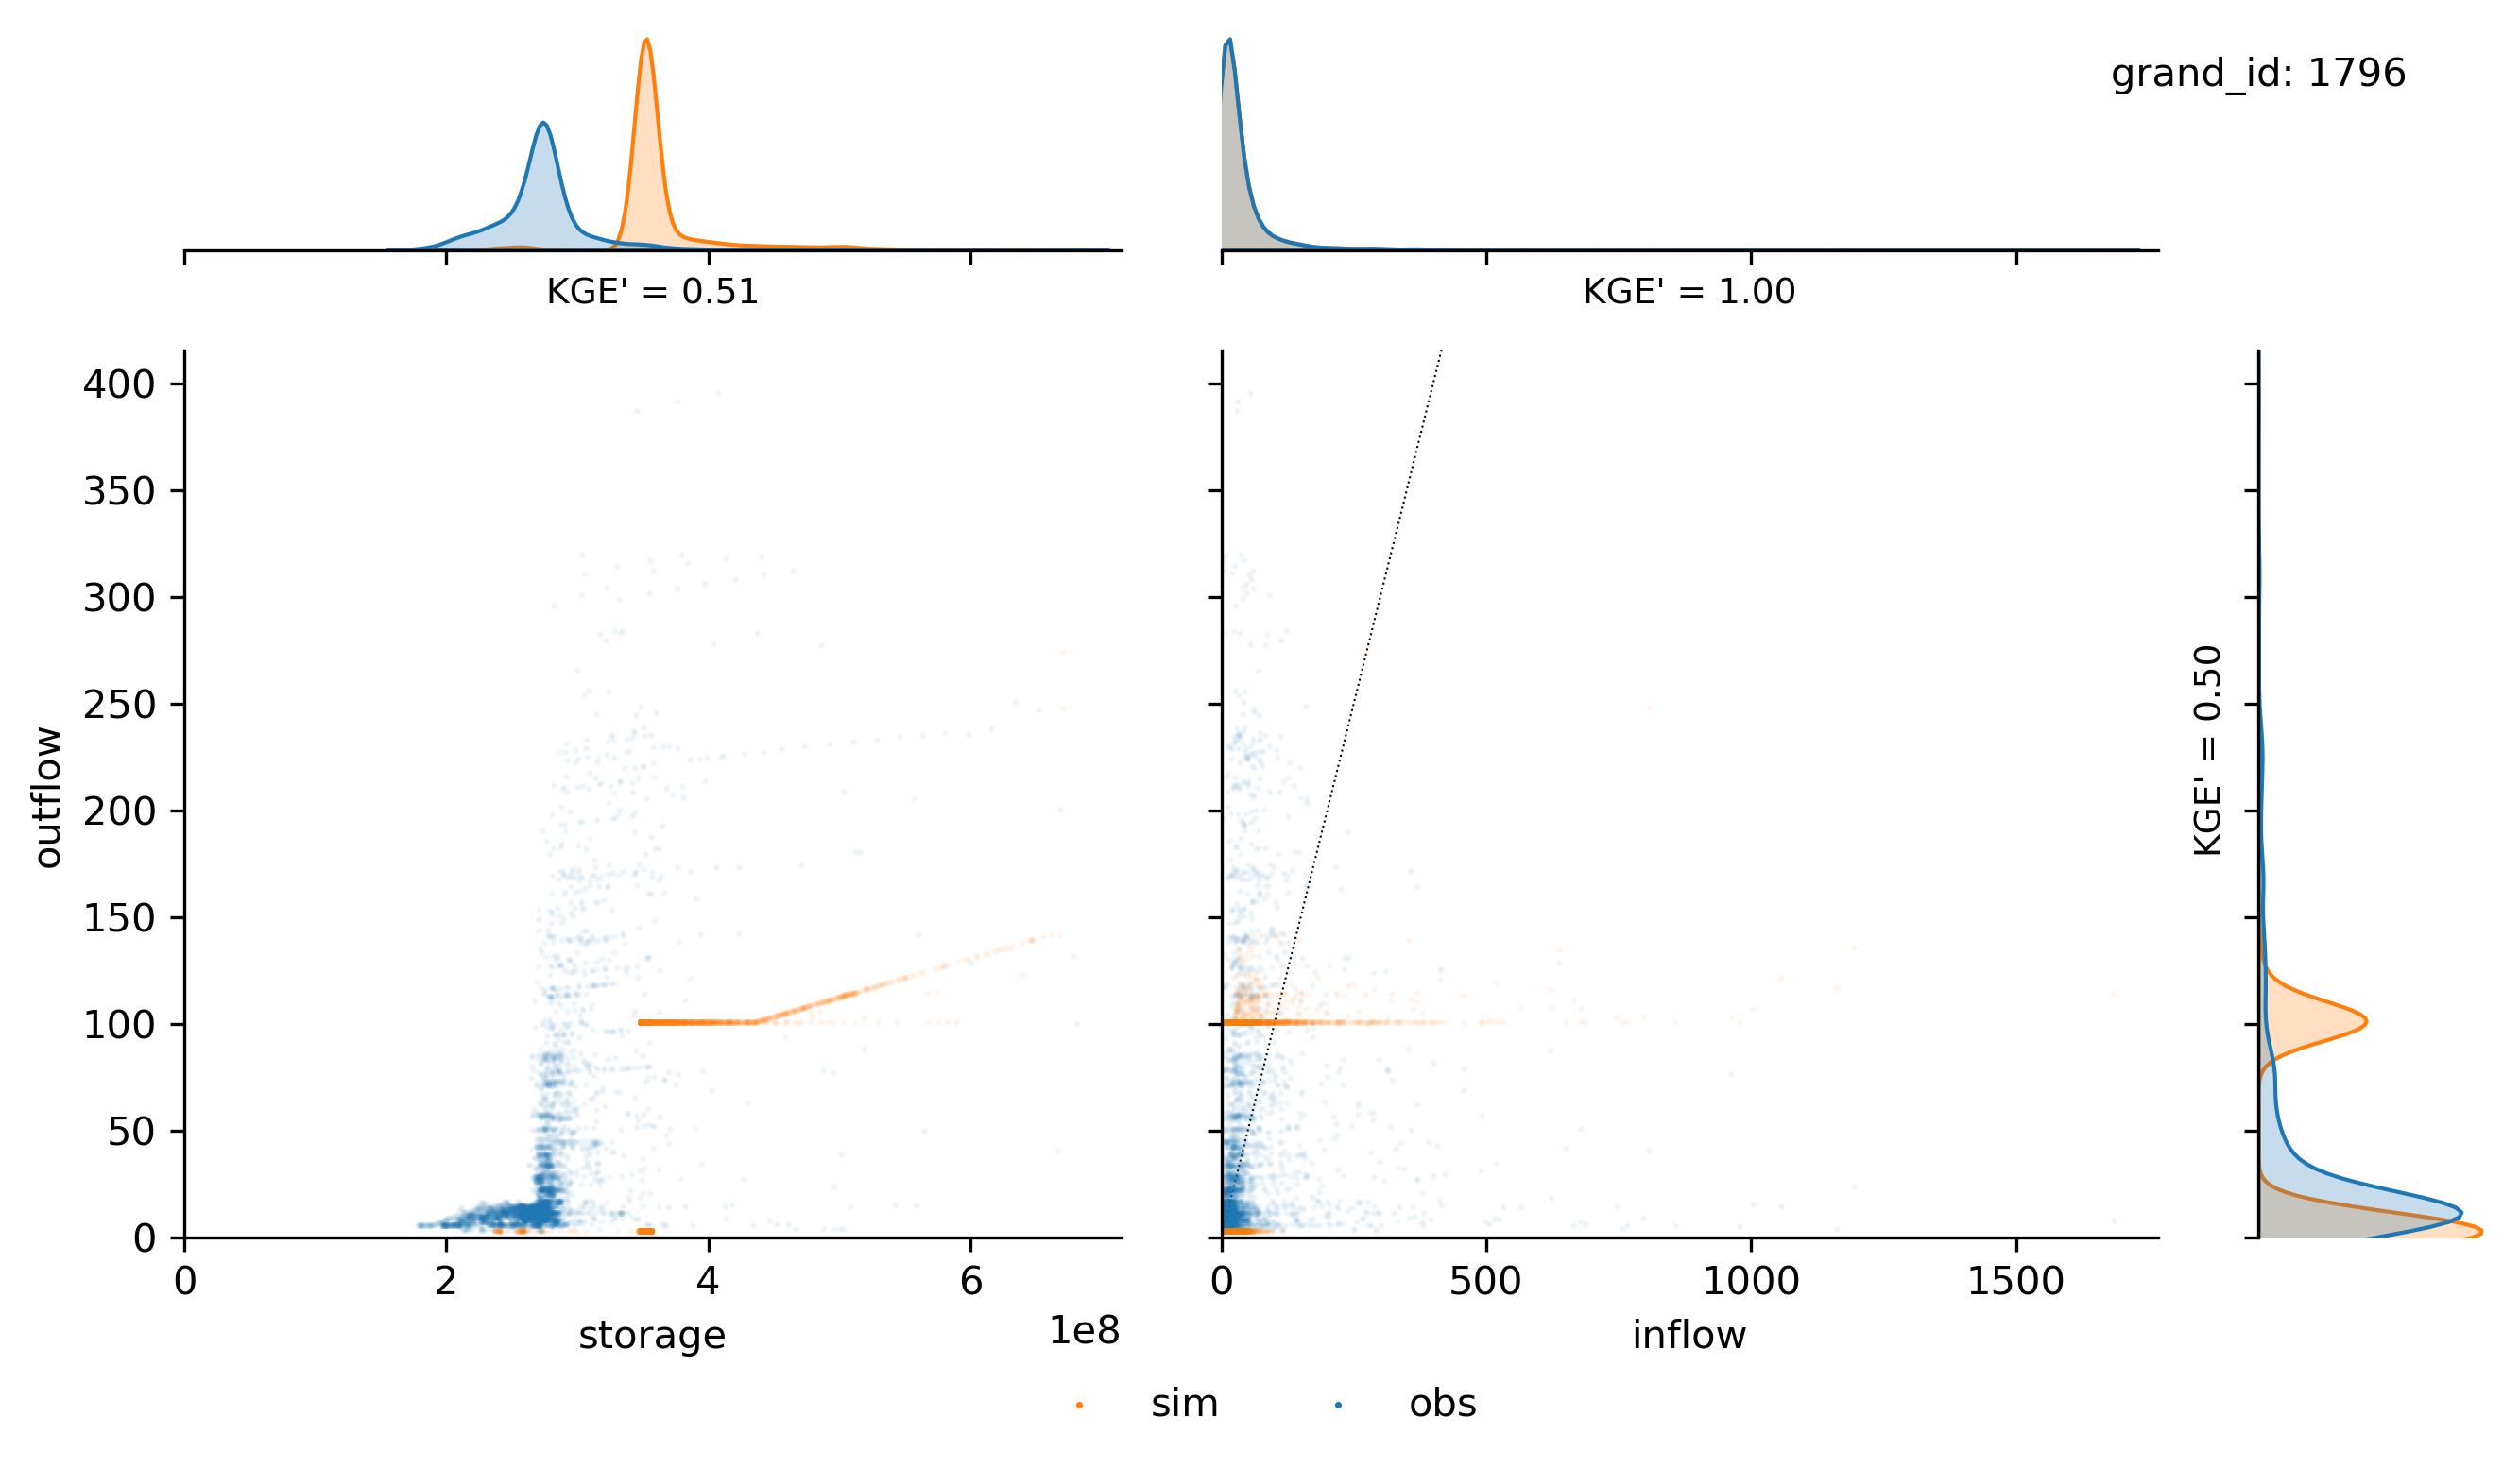 grand_id: 1796
KGE' = 0.51
KGE' = 1.00
400
350
300
250
200
150
100
50
0
outflow
KGE' = 0.50
0 2 4 6
1e8
storage
0 500 1000 1500
inflow
sim obs